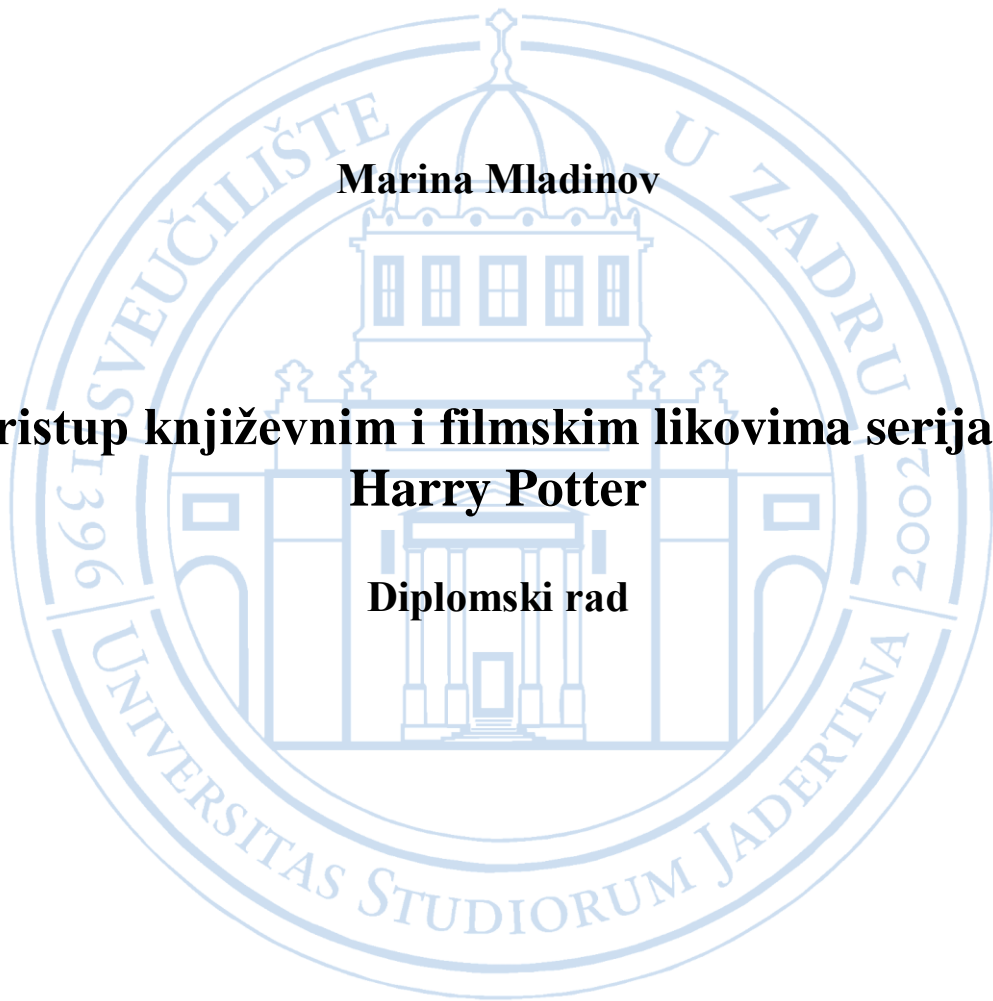 SVEUČILIŠTE U ZADRU
Marina Mladinov
ristup književnim i filmskim likovima serija
Harry Potter
Diplomski rad
1396
2002
UNIVERSITAS STUDIORUM JADERTINA